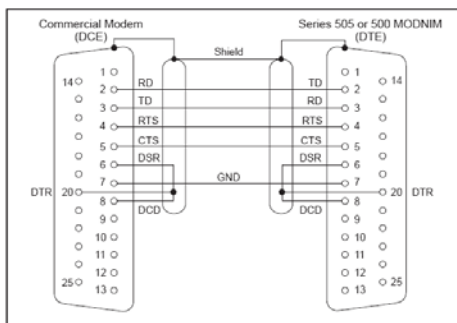 Commercial Modem
(DCE)
Series 505 or 500 MODNIM
(DTE)
Shield
1 1
14 14
2 RD TD 2
3 TD RD 3
4 RTS RTS 4
5 CTS CTS 5
6 DSR DSR 6
7 GND 7
DTR 20 20 DTR
8 DCD DCD 8
9 9
10 10
11 11
12 12
25 25
13 13